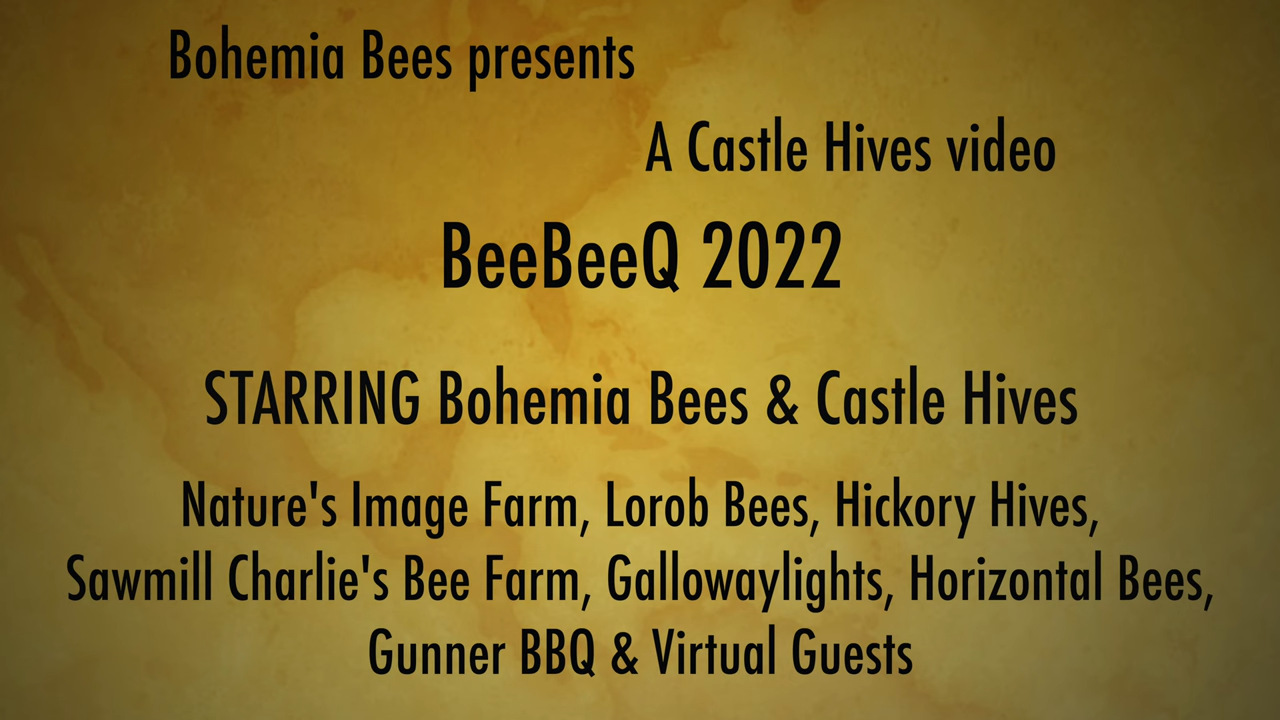 Bohemia Bees presents
A Castle Hives video
BeeBeeQ 2022
STARRING Bohemia Bees & Castle Hives
Nature's Image Farm, Lorob Bees, Hickory Hives,
Sawmill Charlie's Bee Farm, Gallowaylights, Horizontal Bees,
Gunner BBQ & Virtual Guests